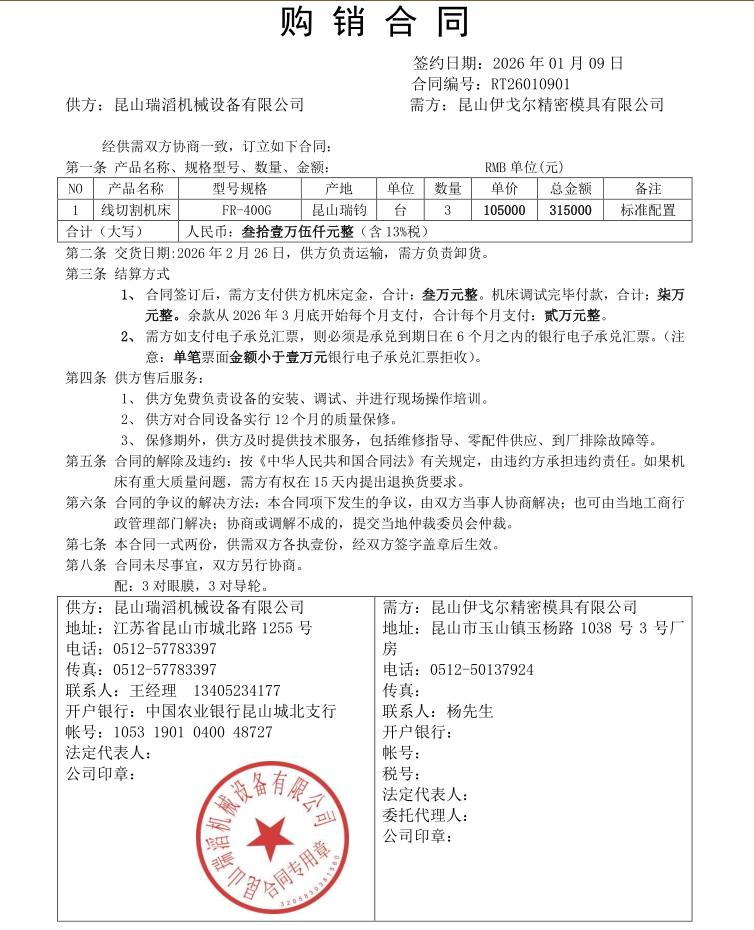 购 销 合 同
签约日期：2026 年 01 月 09 日
合同编号：RT26010901
供方：昆山瑞滔机械设备有限公司 需方：昆山伊戈尔精密模具有限公司
经供需双方协商一致，订立如下合同：
第一条 产品名称、规格型号、数量、金额： RMB 单位(元)
NO 产品名称 型号规格 产地 单位 数量 单价 总金额 备注
1 线切割机床 FR-400G 昆山瑞钧 台 3 105000 315000 标准配置
合计（大写） 人民币：叁拾壹万伍仟元整（含 13%税）
第二条 交货日期:2026 年 2 月 26 日，供方负责运输，需方负责卸货。
第三条 结算方式
1、 合同签订后，需方支付供方机床定金，合计：叁万元整。机床调试完毕付款，合计：柒万
元整。余款从 2026 年 3 月底开始每个月支付，合计每个月支付：贰万元整。
2、 需方如支付电子承兑汇票，则必须是承兑到期日在 6 个月之内的银行电子承兑汇票。（注
意：单笔票面金额小于壹万元银行电子承兑汇票拒收）。
第四条 供方售后服务：
1、 供方免费负责设备的安装、调试、并进行现场操作培训。
2、 供方对合同设备实行 12 个月的质量保修。
3、 保修期外，供方及时提供技术服务，包括维修指导、零配件供应、到厂排除故障等。
第五条 合同的解除及违约：按《中华人民共和国合同法》有关规定，由违约方承担违约责任。如果机
床有重大质量问题，需方有权在 15 天内提出退换货要求。
第六条 合同的争议的解决方法：本合同项下发生的争议，由双方当事人协商解决；也可由当地工商行
政管理部门解决；协商或调解不成的，提交当地仲裁委员会仲裁。
第七条 本合同一式两份，供需双方各执壹份，经双方签字盖章后生效。
第八条 合同未尽事宜，双方另行协商。
配：3 对眼膜，3 对导轮。
供方：昆山瑞滔机械设备有限公司
地址：江苏省昆山市城北路 1255 号
电话：0512-57783397
传真：0512-57783397
联系人：王经理 13405234177
开户银行：中国农业银行昆山城北支行
帐号：1053 1901 0400 48727
法定代表人：
公司印章：
昆山瑞滔机械设备有限公司
合同专用章
3205830381560
需方：昆山伊戈尔精密模具有限公司
地址：昆山市玉山镇玉杨路 1038 号 3 号厂
房
电话：0512-50137924
传真：
联系人：杨先生
开户银行：
帐号：
税号：
法定代表人：
委托代理人：
公司印章：